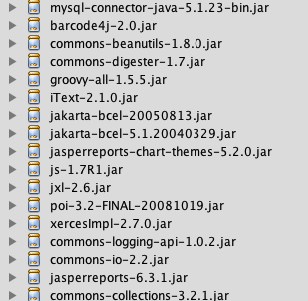 mysql-connector-java-5.1.23-bin.jar
barcode4j-2.0.jar
commons-beanutils-1.8.0.jar
commons-digester-1.7.jar
groovy-all-1.5.5.jar
iText-2.1.0.jar
jakarta-bcel-20050813.jar
jakarta-bcel-5.1.20040329.jar
jasperreports-chart-themes-5.2.0.jar
js-1.7R1.jar
jxl-2.6.jar
poi-3.2-FINAL-20081019.jar
xercesImpl-2.7.0.jar
commons-logging-api-1.0.2.jar
commons-io-2.2.jar
jasperreports-6.3.1.jar
commons-collections-3.2.1.jar